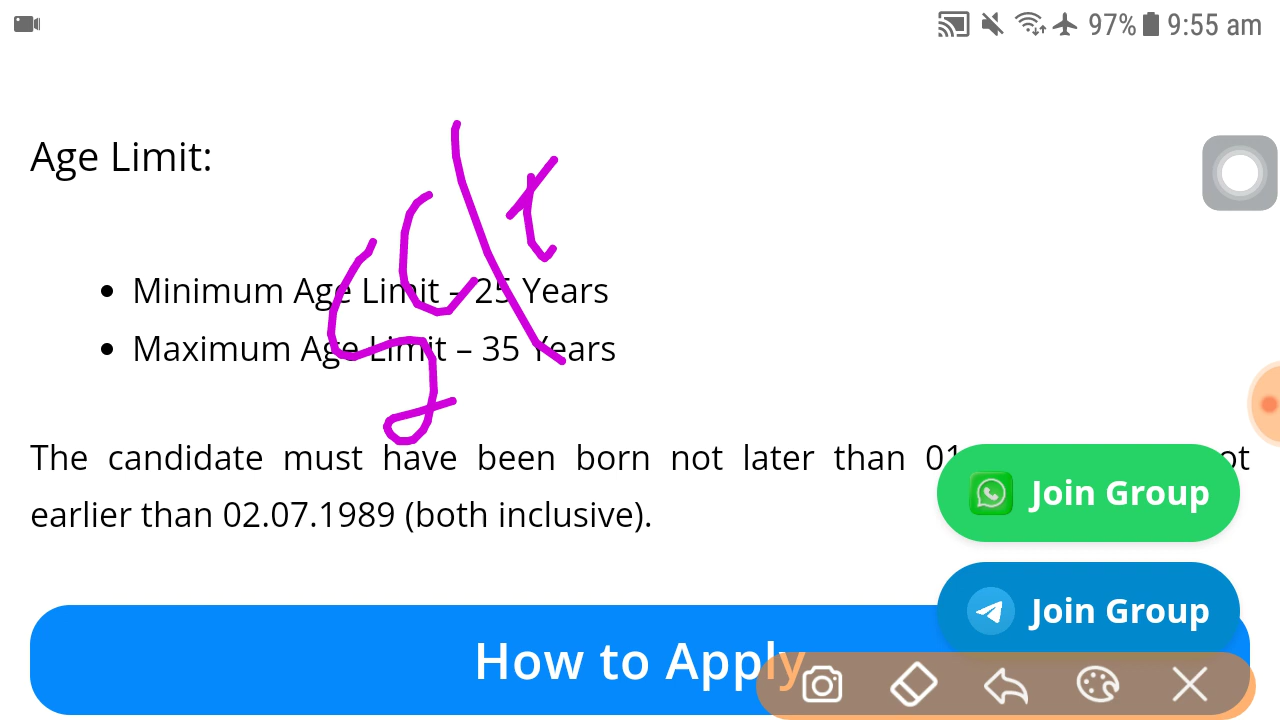 97% 9:55 am
Age Limit:
Minimum Age Limit – 25 Years
Maximum Age Limit – 35 Years
The candidate must have been born not later than 01
earlier than 02.07.1989 (both inclusive).
Join Group
Join Group
How to Apply